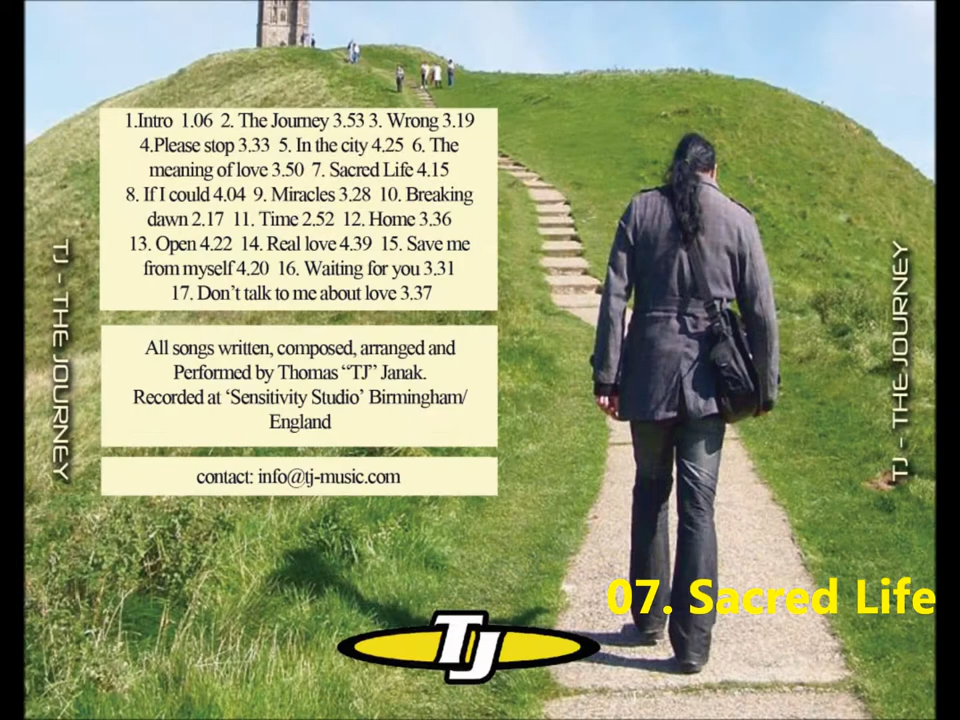 1.Intro 1.06 2. The Journey 3.53 3. Wrong 3.19
4.Please stop 3.33 5. In the city 4.25 6. The
meaning of love 3.50 7. Sacred Life 4.15
8. If I could 4.04 9. Miracles 3.28 10. Breaking
dawn 2.17 11. Time 2.52 12. Home 3.36
13. Open 4.22 14. Real love 4.39 15. Save me
from myself 4.20 16. Waiting for you 3.31
17. Don't talk to me about love 3.37
All songs written, composed, arranged and
Performed by Thomas “TJ” Janak.
Recorded at ‘Sensitivity Studio’ Birmingham/
England
contact: info@tj-music.com
TJ - THE JOURNEY
TJ - THE JOURNEY
07. Sacred Life
TJ